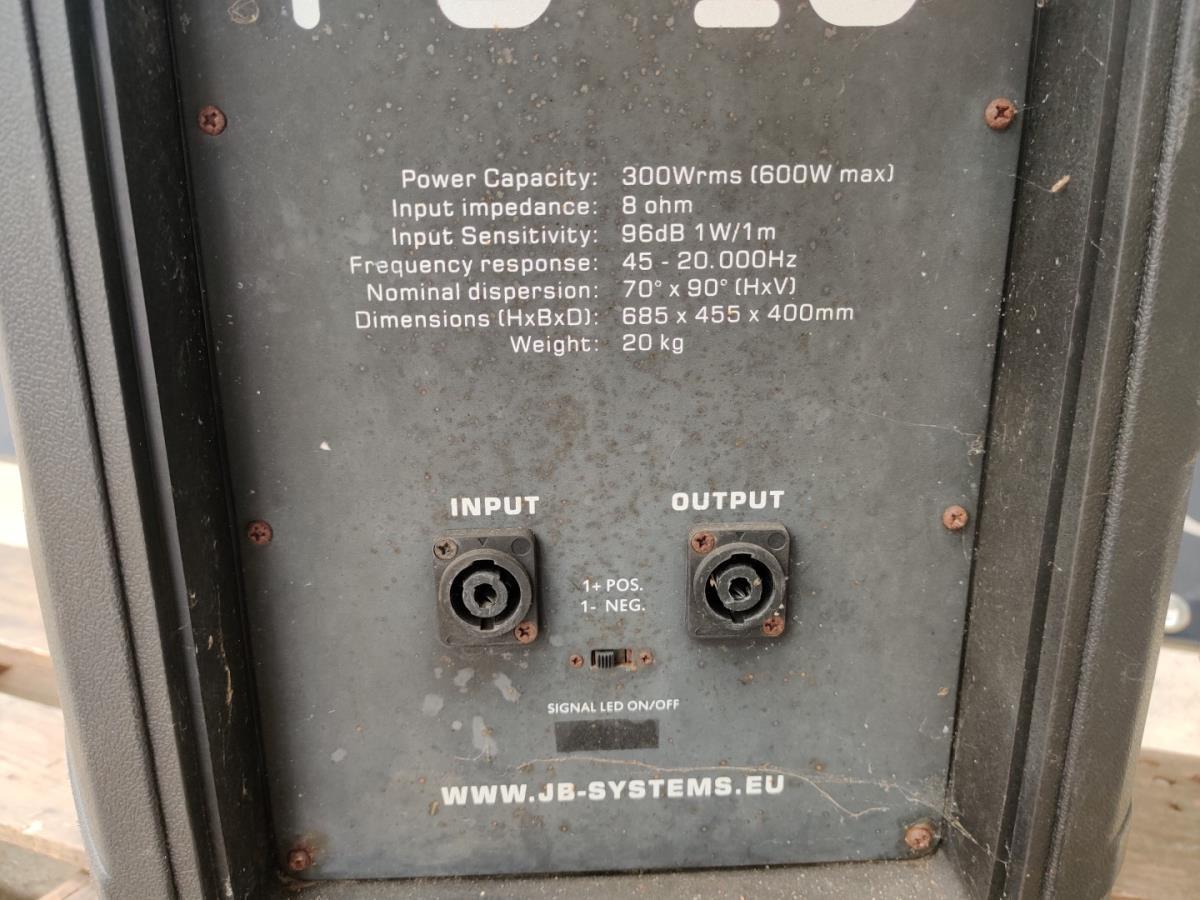 Power Capacity: 300Wrms (600W max)
Input impedance: 8 ohm
Input Sensitivity: 96dB 1W/1m
Frequency response: 45 - 20.000Hz
Nominal dispersion: 70° x 90° (HxV)
Dimensions (HxBxD): 685 x 455 x 400mm
Weight: 20 kg
INPUT OUTPUT
1+ POS.
1- NEG.
SIGNAL LED ON/OFF
WWW.JB-SYSTEMS.EU